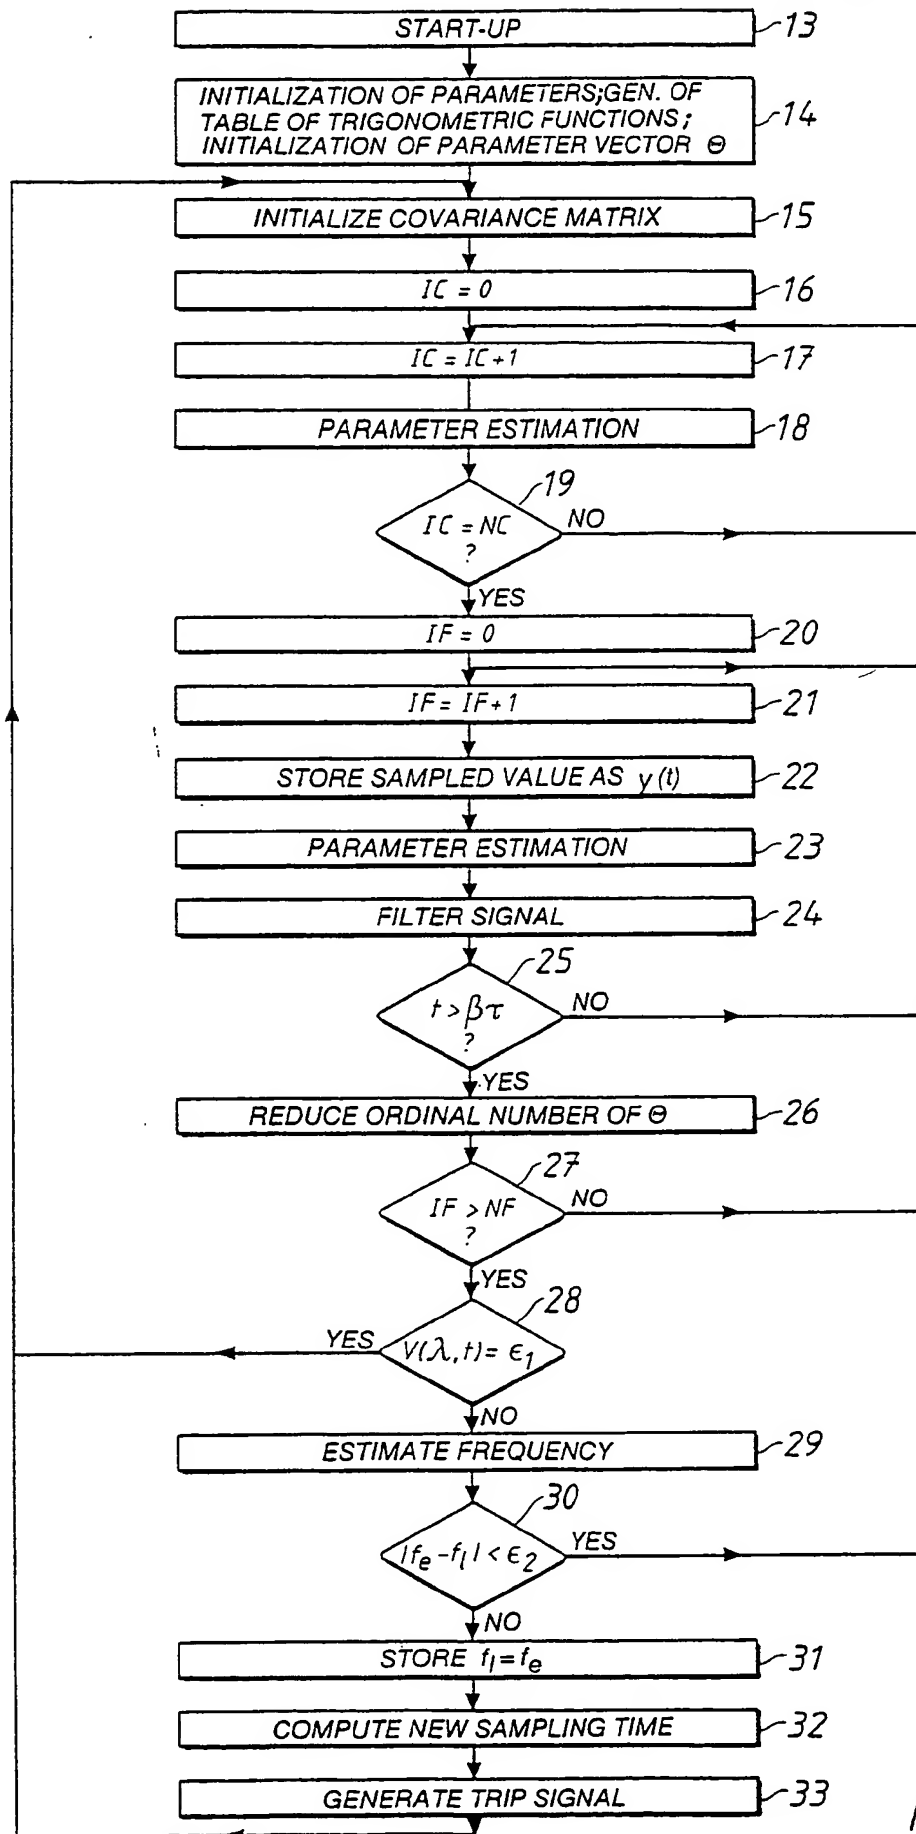 START-UP
13
INITIALIZATION OF PARAMETERS;GEN. OF
TABLE OF TRIGONOMETRIC FUNCTIONS;
INITIALIZATION OF PARAMETER VECTOR Θ
14
INITIALIZE COVARIANCE MATRIX
15
IC = 0
16
IC = IC+1
17
PARAMETER ESTIMATION
18
19
IC = NC
?
NO
YES
IF = 0
20
IF = IF+1
21
STORE SAMPLED VALUE AS y(t)
22
PARAMETER ESTIMATION
23
FILTER SIGNAL
24
25
t > βτ
?
NO
YES
REDUCE ORDINAL NUMBER OF Θ
26
27
IF > NF
?
NO
YES
28
YES
V(λ,t) = ϵ1
NO
ESTIMATE FREQUENCY
29
30
|fe - fl| < ϵ2
YES
NO
STORE fl = fe
31
COMPUTE NEW SAMPLING TIME
32
GENERATE TRIP SIGNAL
33